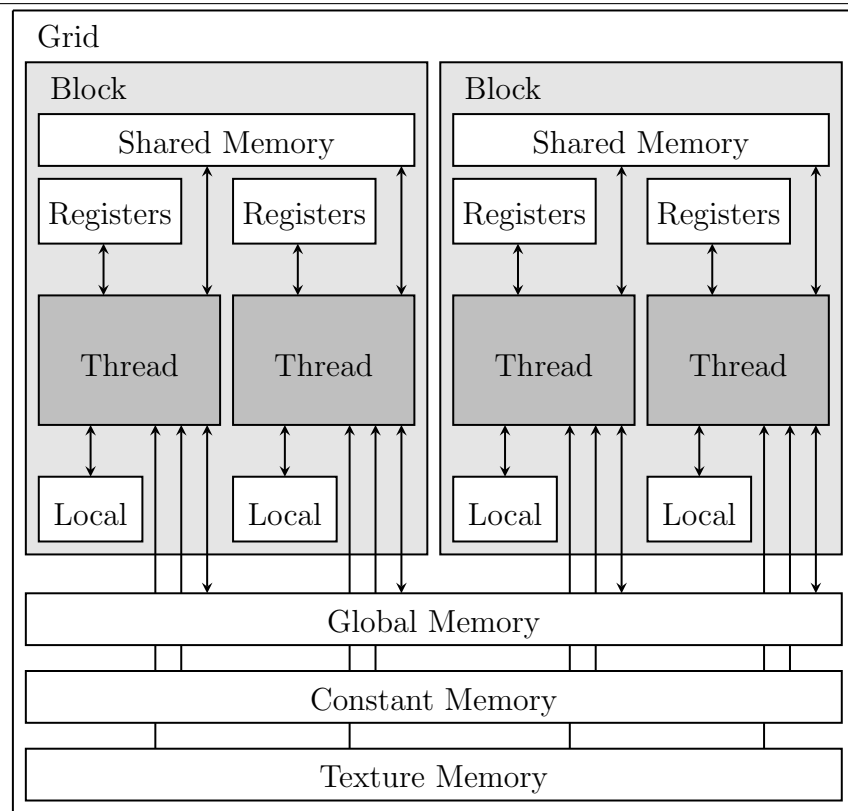 Grid
Block
Block
Shared Memory
Shared Memory
Registers
Registers
Registers
Registers
Thread
Thread
Thread
Thread
Local
Local
Local
Local
Global Memory
Constant Memory
Texture Memory